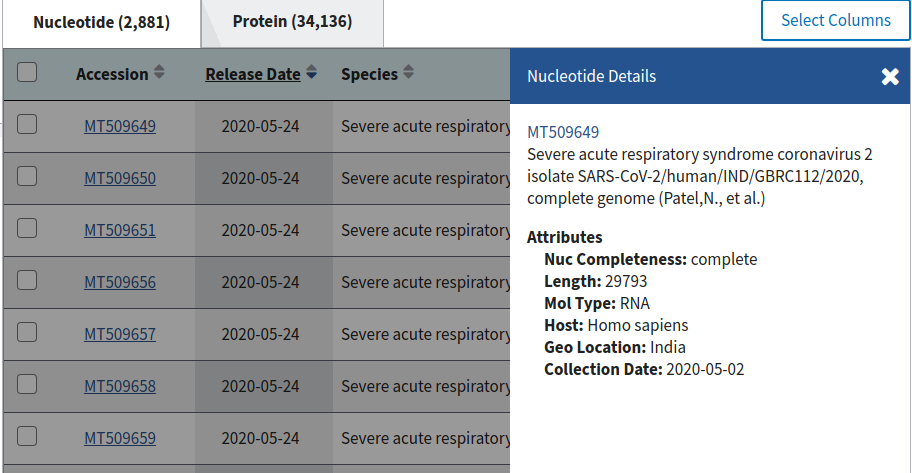 Nucleotide (2,881) Protein (34,136) Select Columns
Accession Release Date Species
MT509649 2020-05-24 Severe acute respiratory
MT509650 2020-05-24 Severe acute respiratory
MT509651 2020-05-24 Severe acute respiratory
MT509656 2020-05-24 Severe acute respiratory
MT509657 2020-05-24 Severe acute respiratory
MT509658 2020-05-24 Severe acute respiratory
MT509659 2020-05-24 Severe acute respiratory
Nucleotide Details
MT509649
Severe acute respiratory syndrome coronavirus 2
isolate SARS-CoV-2/human/IND/GBRC112/2020,
complete genome (Patel,N., et al.)
Attributes
Nuc Completeness: complete
Length: 29793
Mol Type: RNA
Host: Homo sapiens
Geo Location: India
Collection Date: 2020-05-02